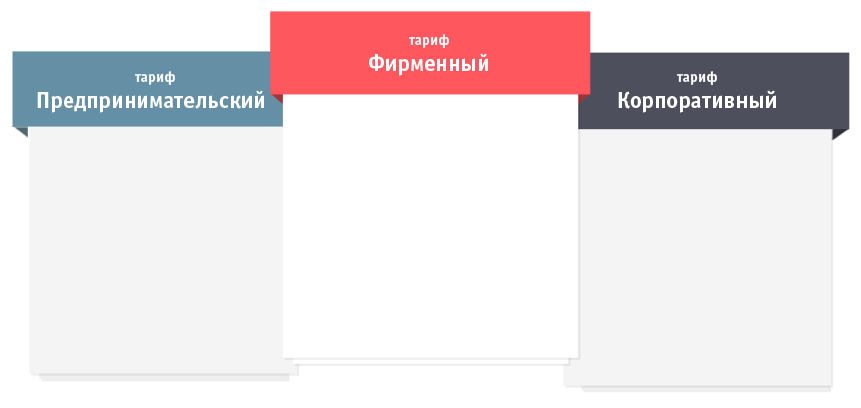 тариф
Предпринимательский
тариф
Фирменный
тариф
Корпоративный